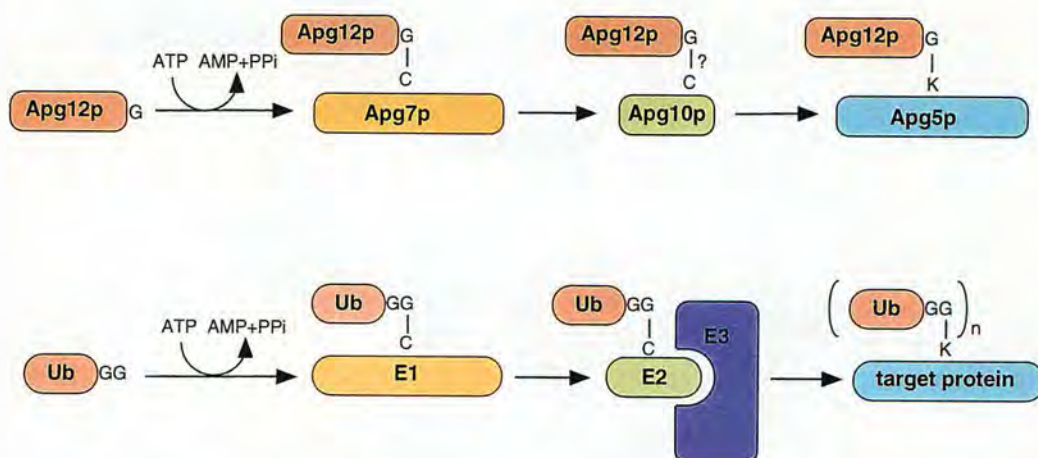 Apg12p G
ATP AMP+PPi
Apg12p G
C
Apg7p
Apg12p G
?
C
Apg10p
Apg12p G
K
Apg5p
Ub GG
ATP AMP+PPi
Ub GG
C
E1
Ub GG
C
E2
E3
( Ub GG )n
K
target protein